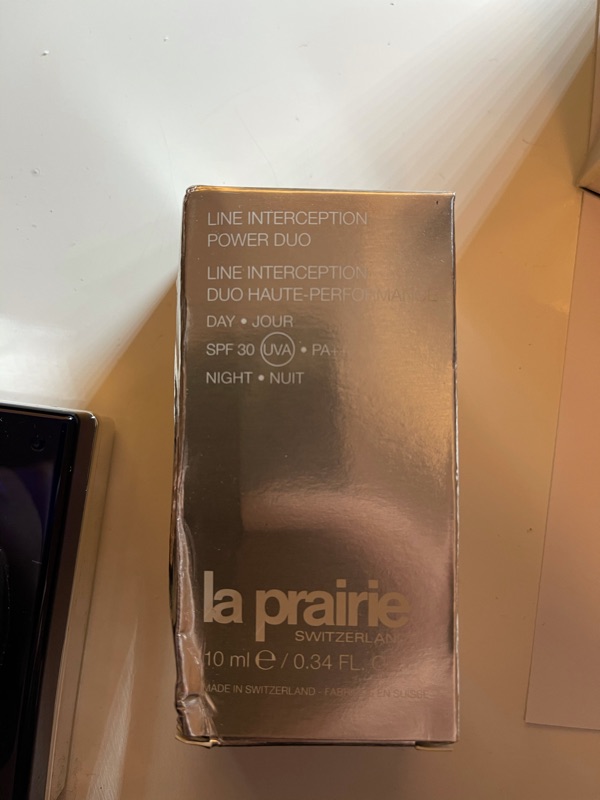 LINE INTERCEPTION
POWER DUO
LINE INTERCEPTION
DUO HAUTE-PERFORMANCE
DAY • JOUR
SPF 30 UVA • PA++
NIGHT • NUIT
la prairie
SWITZERLAND
10 ml ℮ / 0.34 FL.
MADE IN SWITZERLAND - EN SUISSE